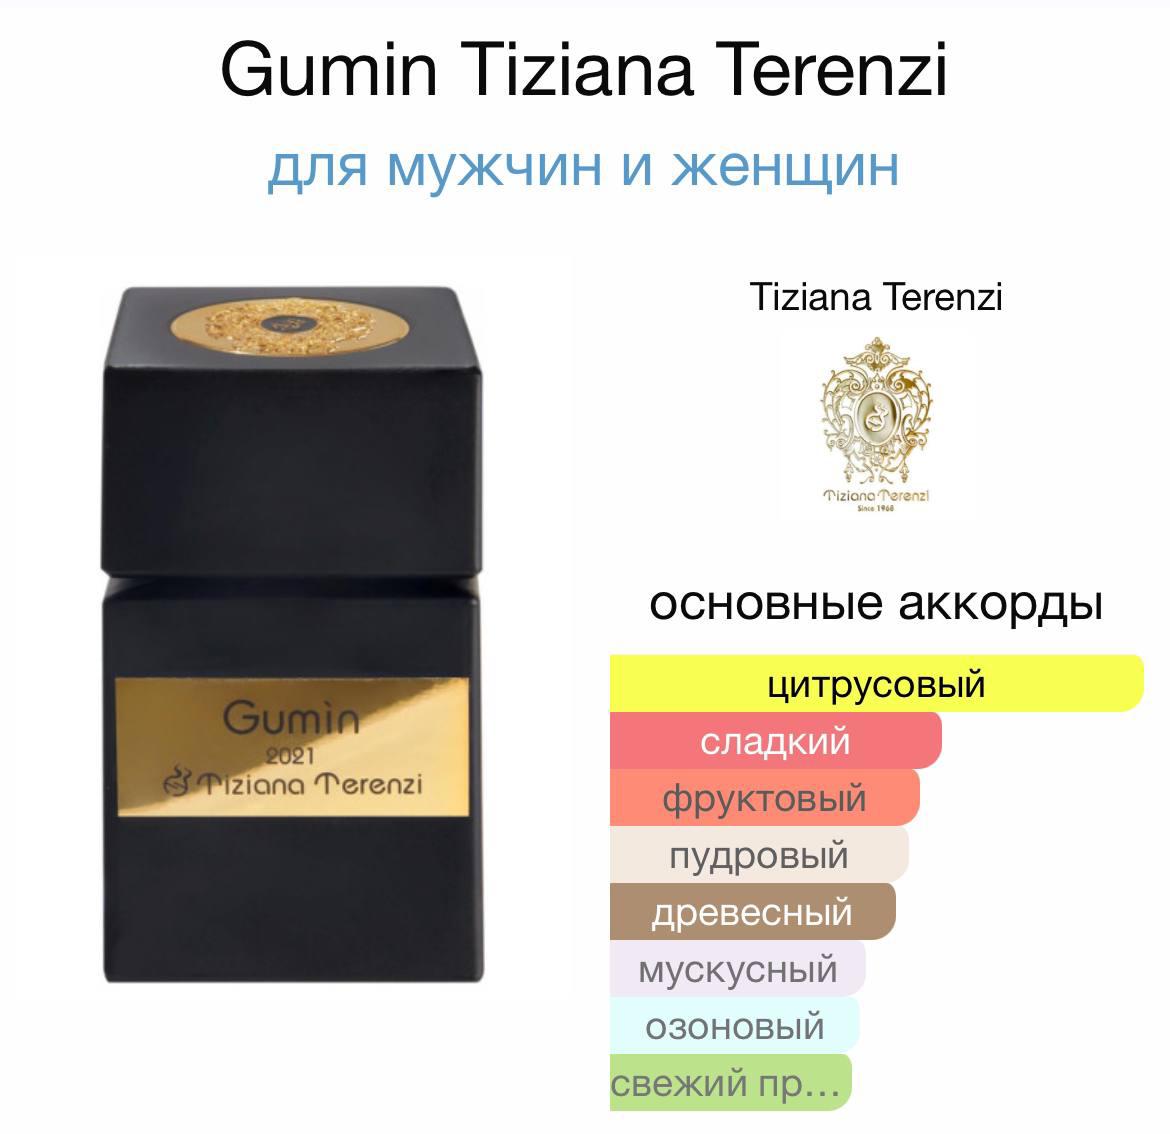 Gumin Tiziana Terenzi
для мужчин и женщин
Tiziana Terenzi
Tiziana Terenzi
Since 1968
основные аккорды
цитрусовый
сладкий
фруктовый
пудровый
древесный
мускусный
озоновый
свежий пр...
Gumin
2021
Tiziana Terenzi